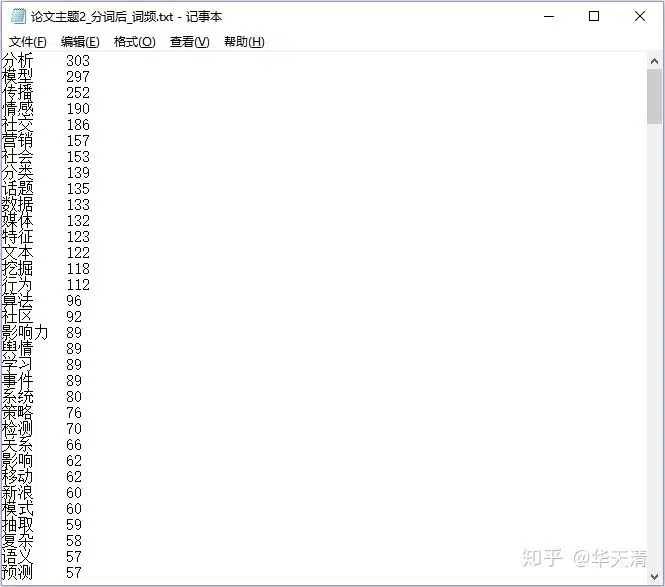 论文主题2_分词后_词频.txt - 记事本
文件(F) 编辑(E) 格式(O) 查看(V) 帮助(H)
分析 303
模型 297
传播 252
情感 190
社交 186
营销 157
社会 153
分类 139
话题 135
数据 133
媒体 132
特征 123
文本 122
挖掘 118
行为 112
算法 96
社区 92
影响力 89
舆情 89
学习 89
事件 89
系统 80
策略 76
检测 70
关系 66
影响 62
移动 62
新浪 60
模式 60
抽取 59
复杂 58
语义 57
预测 57
知乎 @华天清